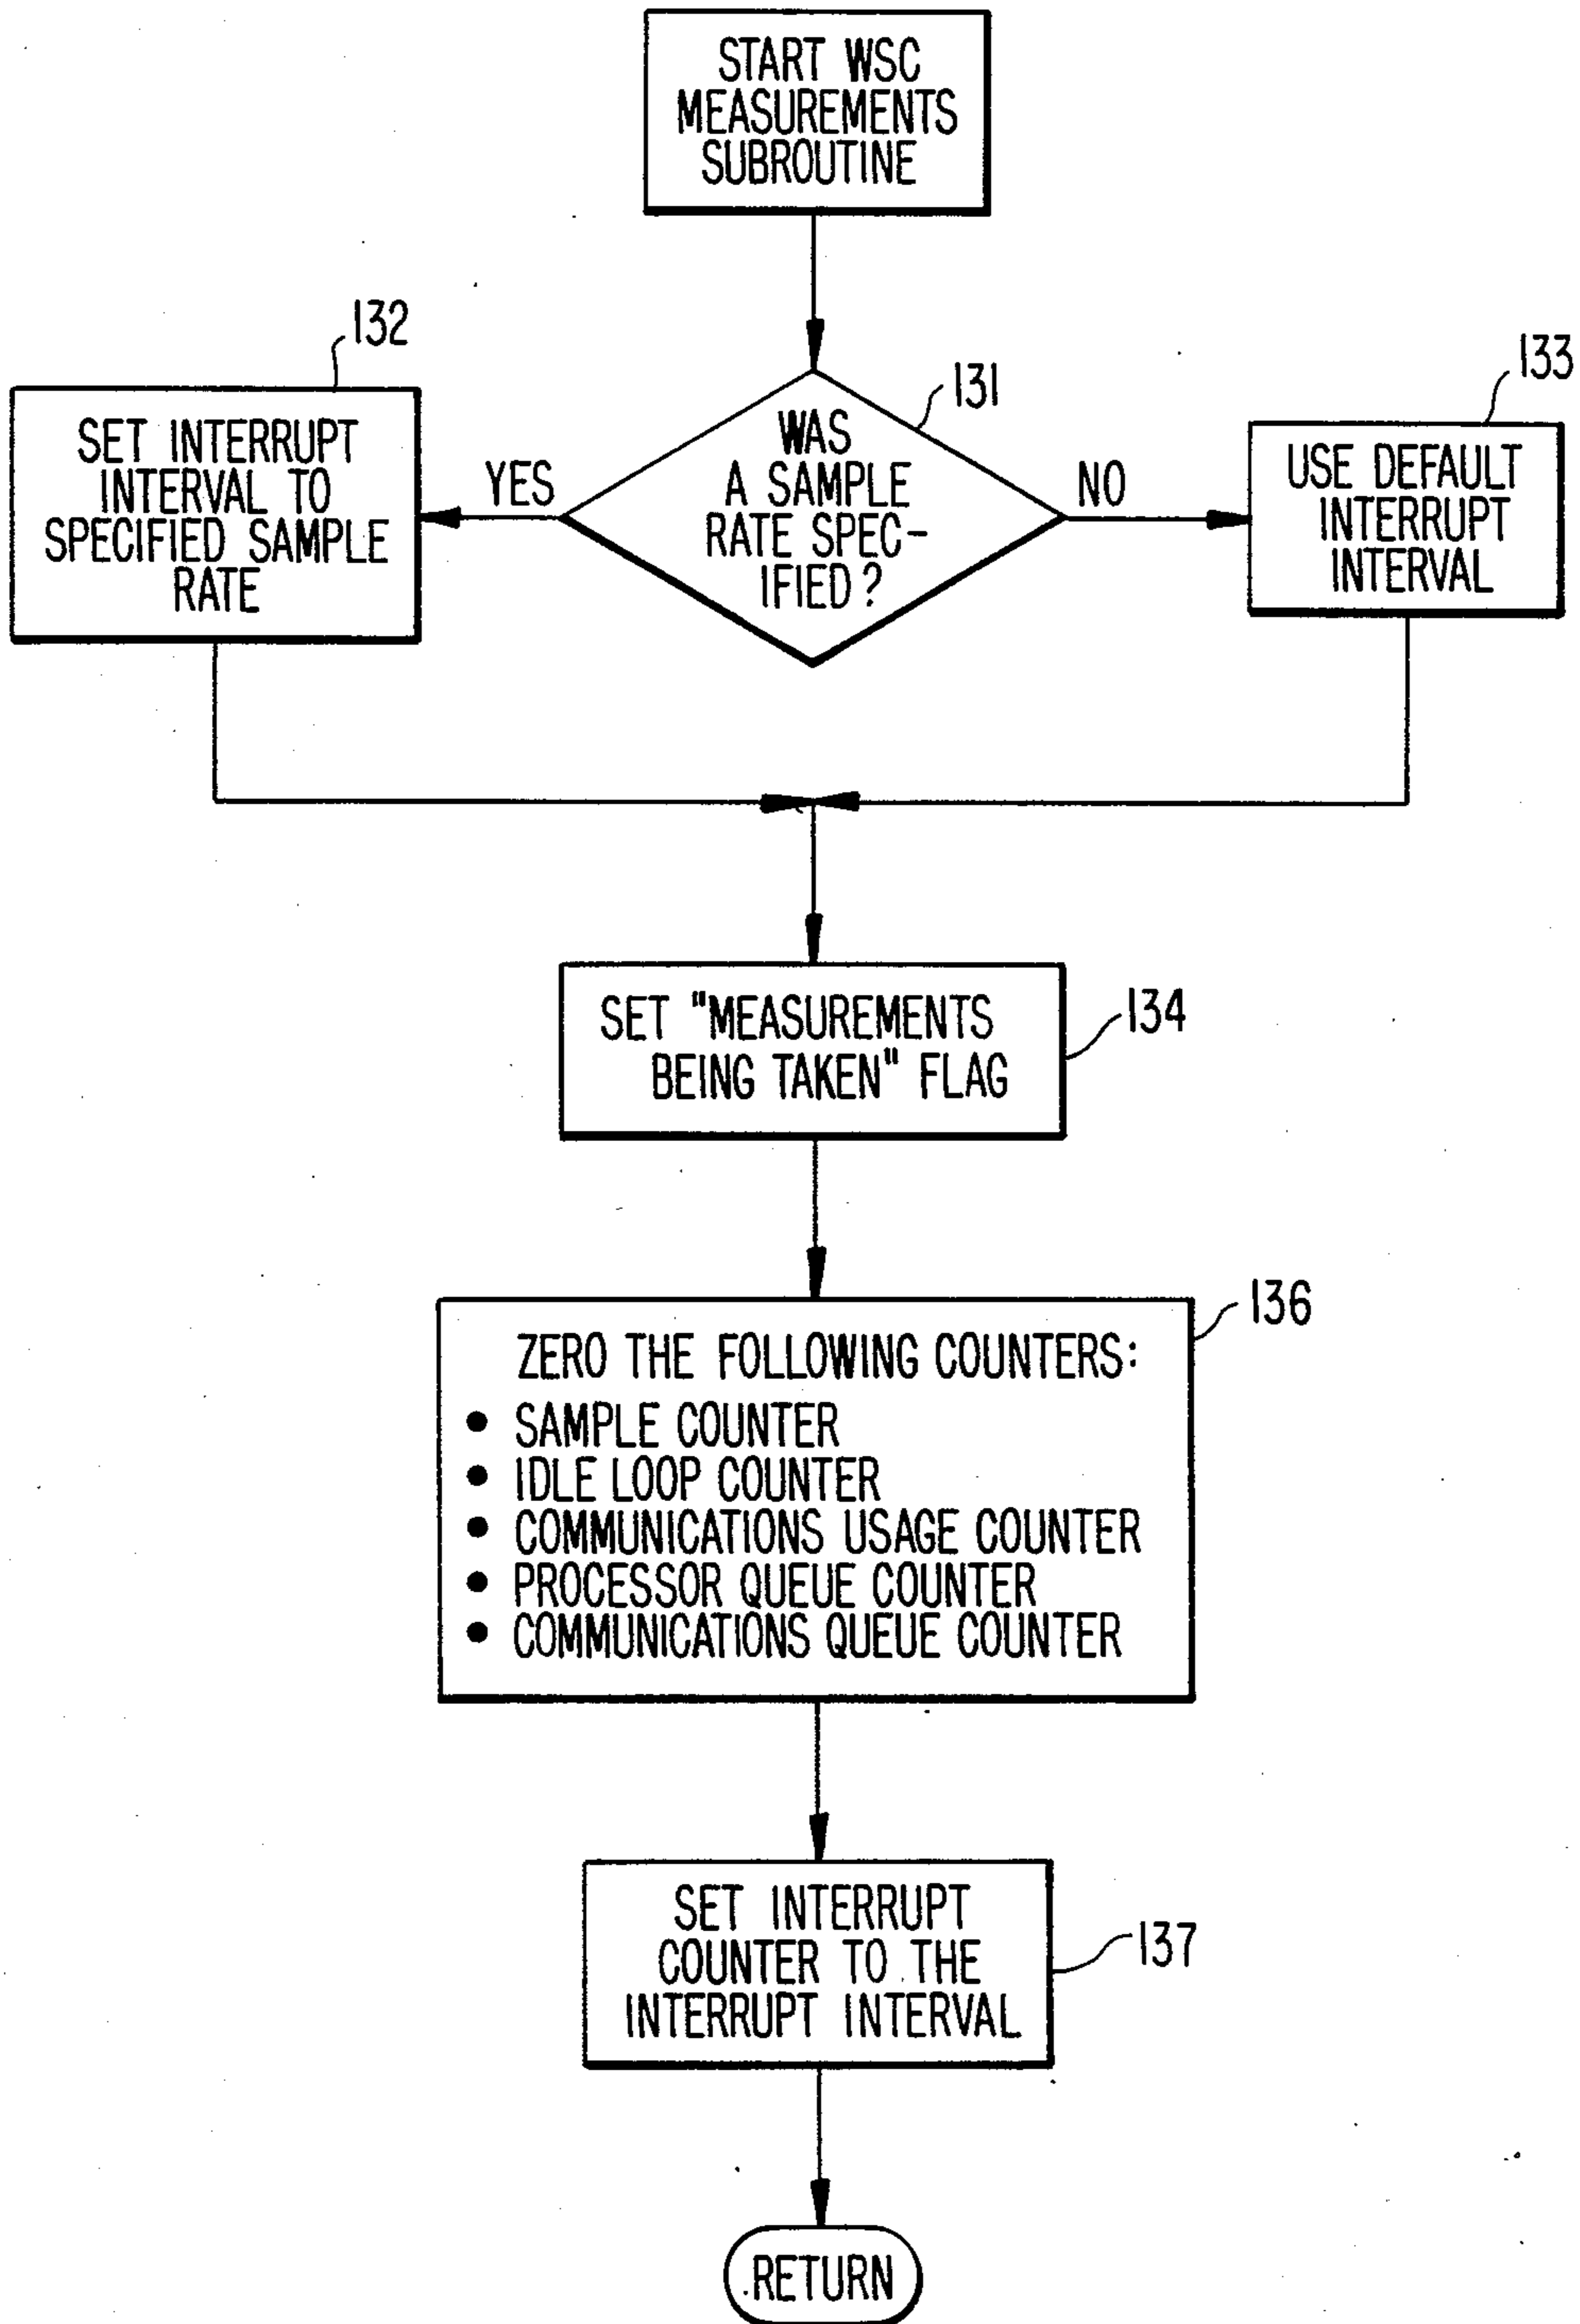 START WSC
MEASUREMENTS
SUBROUTINE
132
131
133
SET INTERRUPT
INTERVAL TO
SPECIFIED SAMPLE
RATE
YES
WAS
A SAMPLE
RATE SPEC-
IFIED?
NO
USE DEFAULT
INTERRUPT
INTERVAL
SET "MEASUREMENTS
BEING TAKEN" FLAG
134
136
ZERO THE FOLLOWING COUNTERS:
• SAMPLE COUNTER
• IDLE LOOP COUNTER
• COMMUNICATIONS USAGE COUNTER
• PROCESSOR QUEUE COUNTER
• COMMUNICATIONS QUEUE COUNTER
SET INTERRUPT
COUNTER TO THE
INTERRUPT INTERVAL
137
RETURN